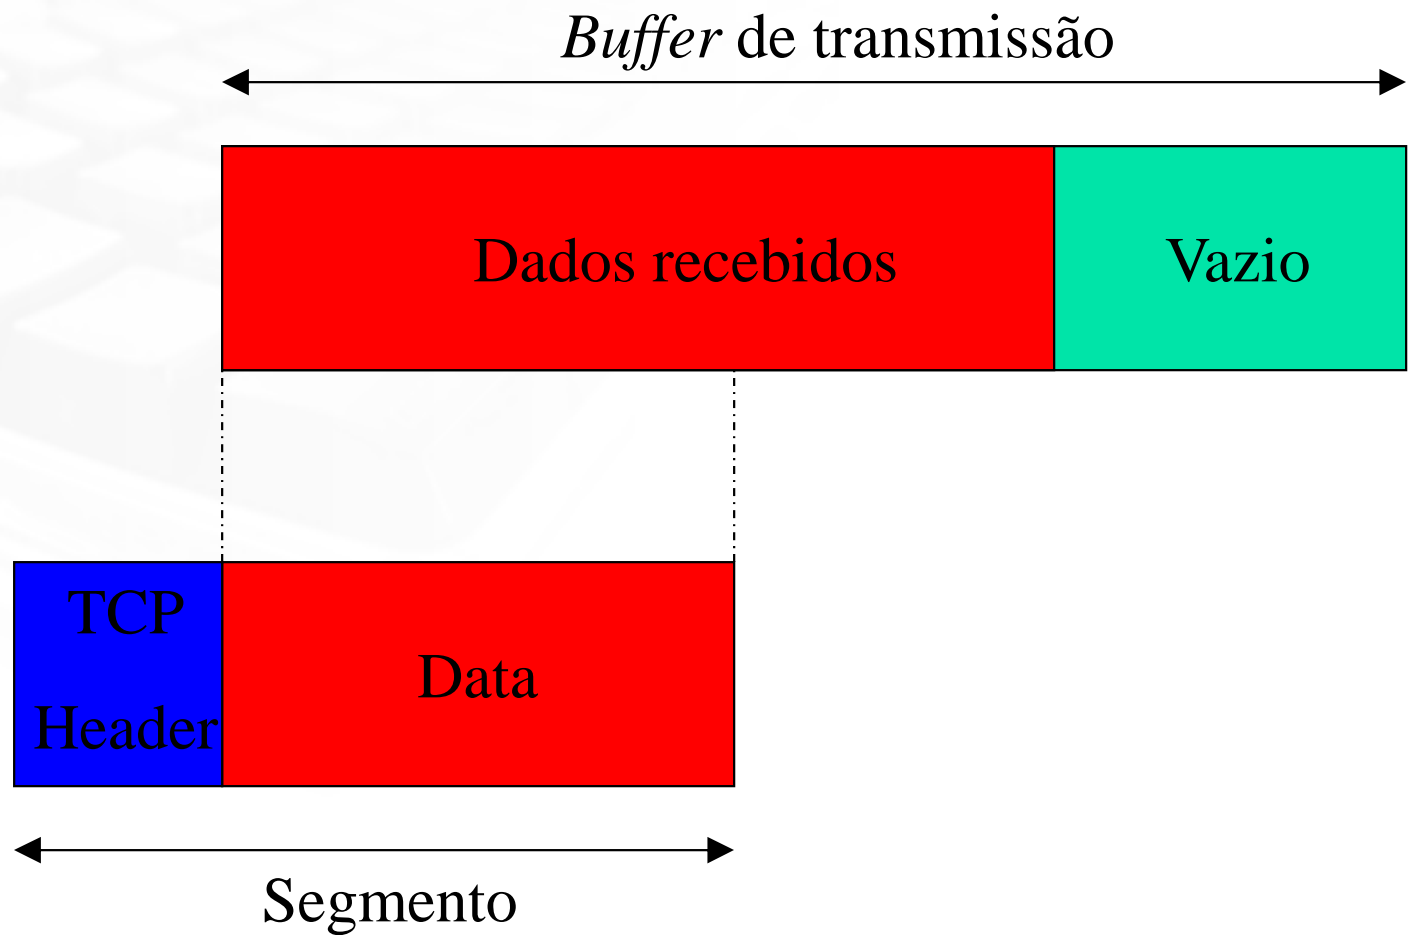 Buffer de transmissão
Dados recebidos
Vazio
TCP
Header
Data
Segmento